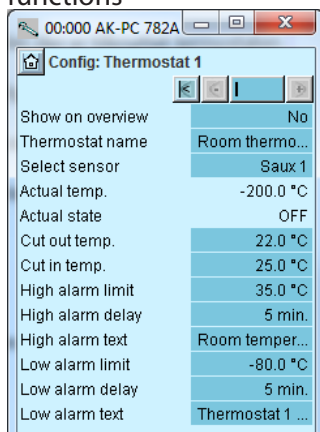 functions
00:000 AK-PC 782A
Config: Thermostat 1
Show on overview No
Thermostat name Room thermo...
Select sensor Saux 1
Actual temp. -200.0 °C
Actual state OFF
Cut out temp. 22.0 °C
Cut in temp. 25.0 °C
High alarm limit 35.0 °C
High alarm delay 5 min.
High alarm text Room temper...
Low alarm limit -80.0 °C
Low alarm delay 5 min.
Low alarm text Thermostat 1 ...